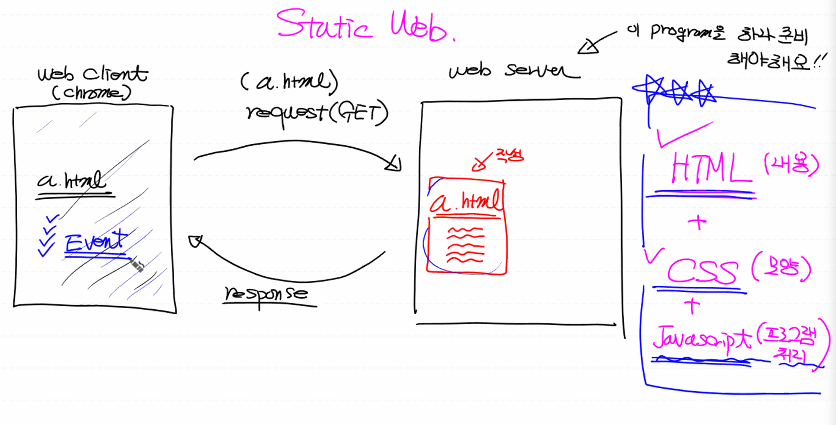 Static Web.
이 program을 하나 준비
해야해요!!
Web Client
(chrome)
(a.html)
request(GET)
web server
a.html
Event
response
작성
a.html
HTML (내용)
+
CSS (모양)
+
Javascript (프로그램
처리)